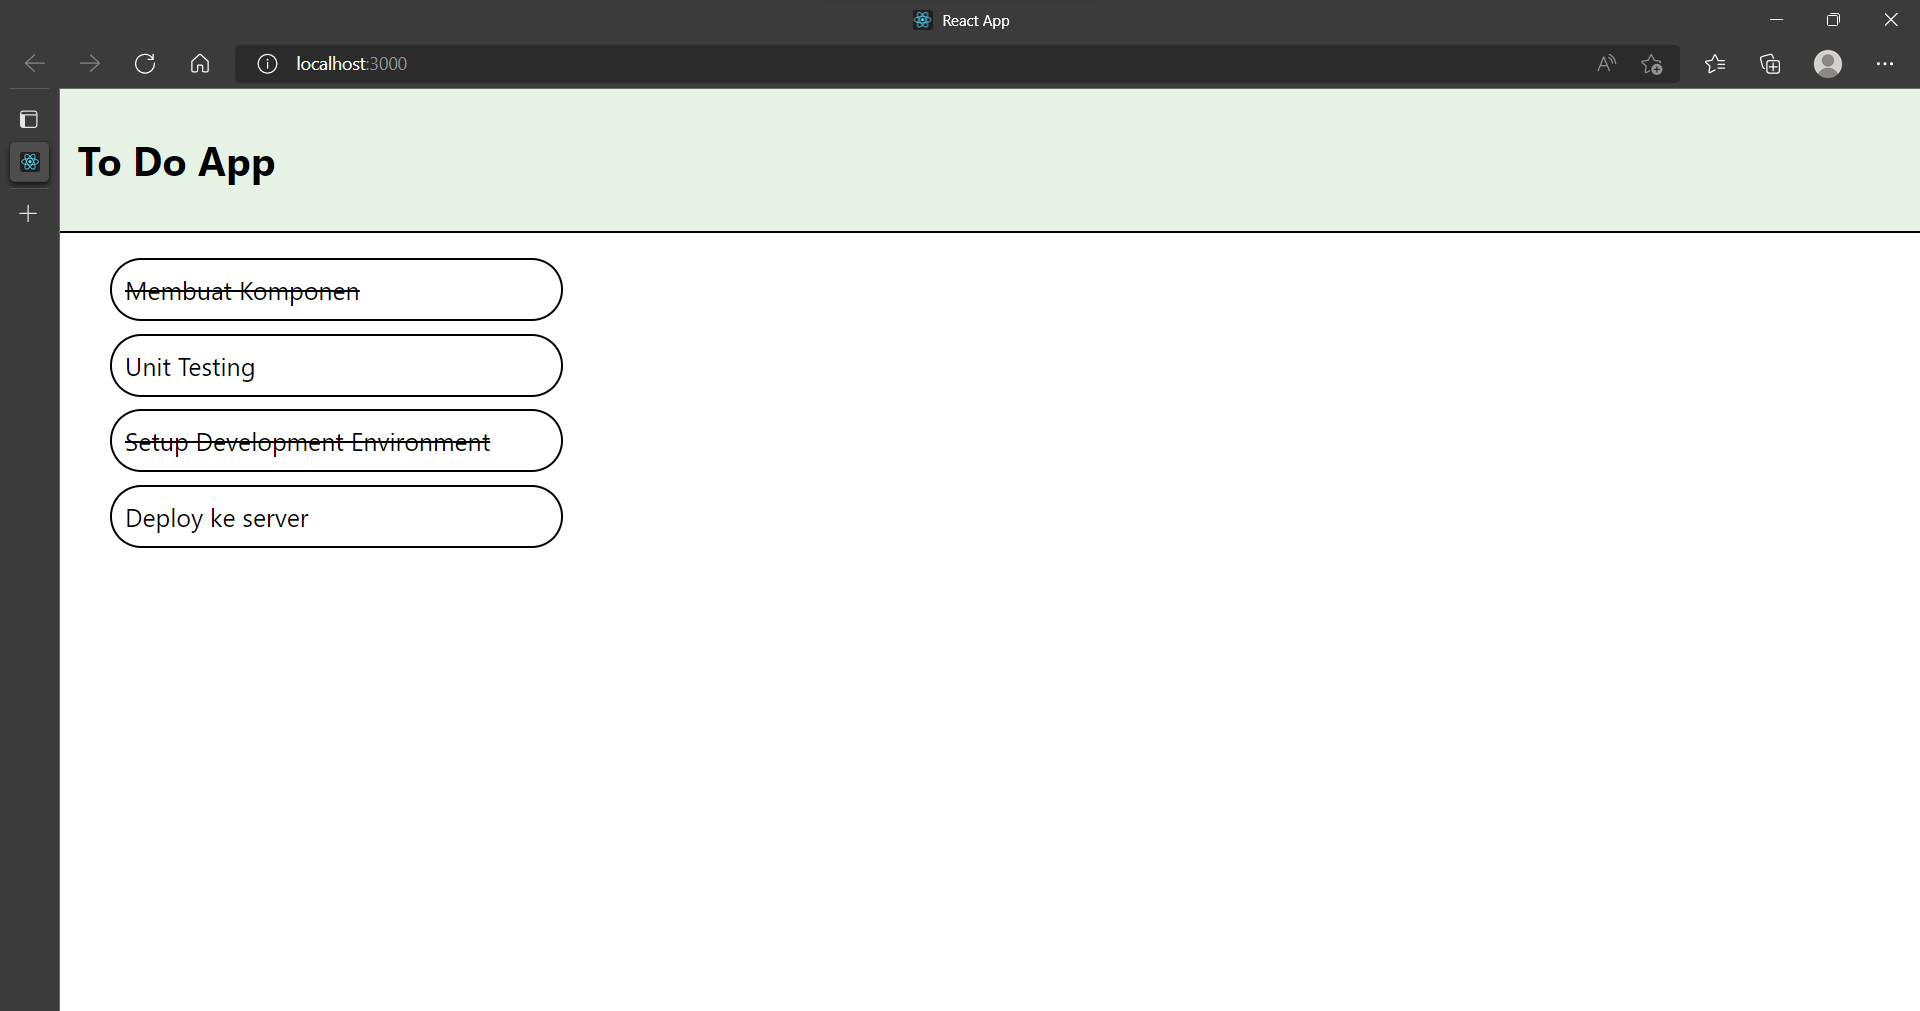 React App
localhost:3000
To Do App
Membuat Komponen
Unit Testing
Setup Development Environment
Deploy ke server